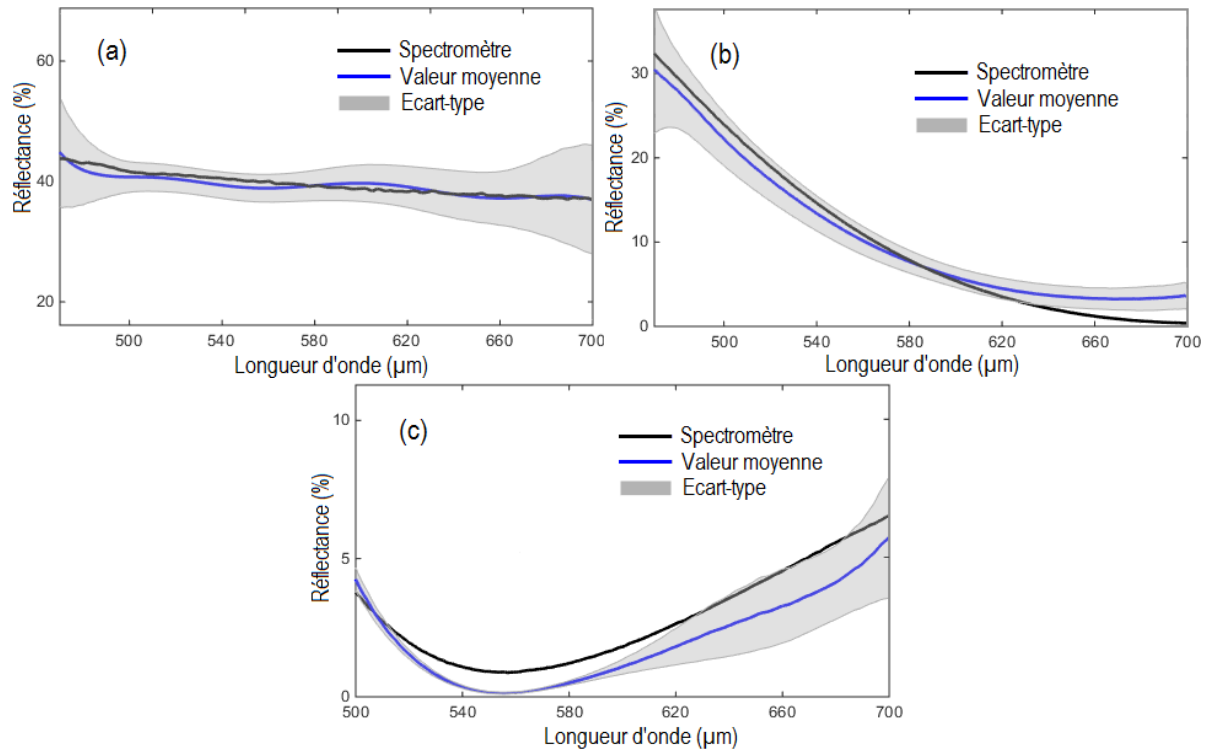 (a)
Spectromètre
Valeur moyenne
Ecart-type
Réflectance (%)
60
40
20
500 540 580 620 660 700
Longueur d'onde (µm)
(b)
Spectromètre
Valeur moyenne
Ecart-type
Réflectance (%)
30
20
10
0
500 540 580 620 660 700
Longueur d'onde (µm)
(c)
Spectromètre
Valeur moyenne
Ecart-type
Réflectance (%)
10
5
0
500 540 580 620 660 700
Longueur d'onde (µm)